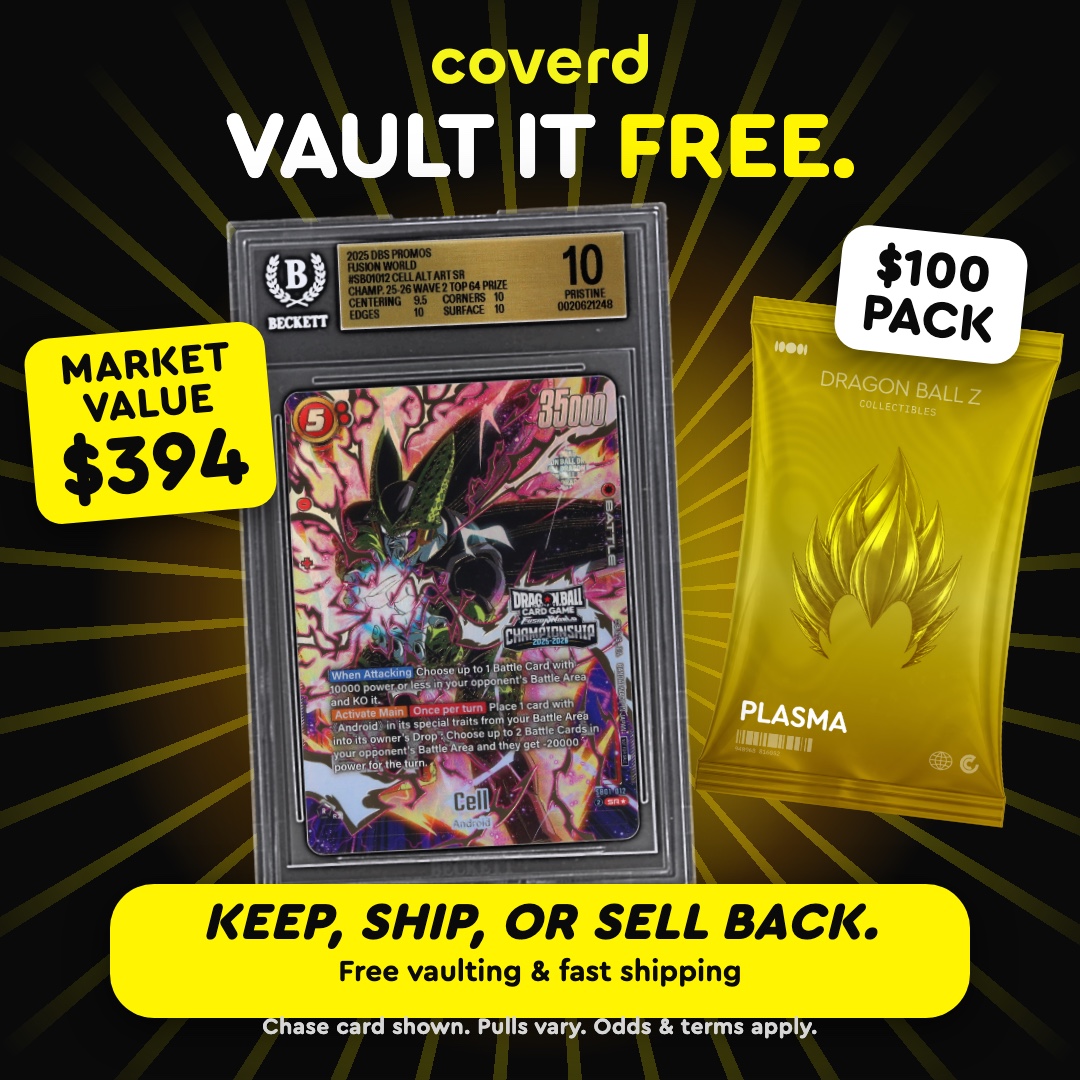 coverd
VAULT IT FREE.
2025 DBS PROMOS
FUSION WORLD
#SB01012 CELL ALT ART SR
CHAMP. 25-26 WAVE 2 TOP 64 PRIZE
CENTERING 9.5 CORNERS 10
EDGES 10 SURFACE 10
10
PRISTINE
0020621248
B
BECKETT
$100
PACK
MARKET
VALUE
$394
DRAGON BALL Z
COLLECTIBLES
5
35000
BATTLE
DRAGON BALL
CARD GAME
Fusion World
CHAMPIONSHIP
2025-2026
When Attacking Choose up to 1 Battle Card with
10000 power or less in your opponent's Battle Area
and KO it.
Activate Main Once per turn Place 1 card with
《Android》 in its special traits from your Battle Area
into its owner's Drop : Choose up to 2 Battle Cards in
your opponent's Battle Area and they get -20000
power for the turn.
Cell
Android
SB01-012
SR★
PLASMA
BECKETT
KEEP, SHIP, OR SELL BACK.
Free vaulting & fast shipping
Chase card shown. Pulls vary. Odds & terms apply.